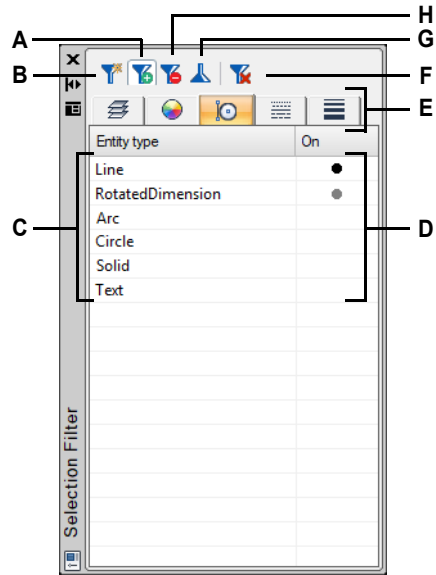 H
A
G
B
F
E
Entity type On
Line
RotatedDimension
Arc
C
D
Circle
Solid
Text
Selection Filter